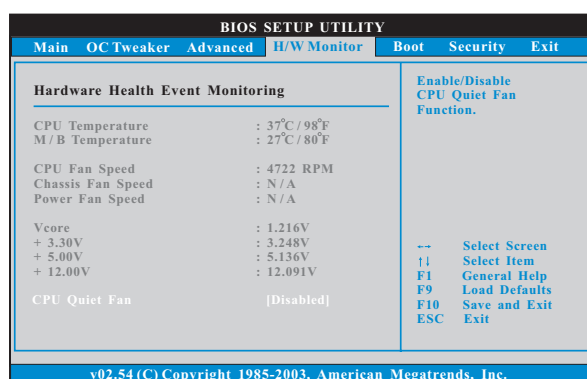 BIOS SETUP UTILITY
Main OC Tweaker Advanced H/W Monitor Boot Security Exit
Hardware Health Event Monitoring
CPU Temperature : 37°C / 98°F
M / B Temperature : 27°C / 80°F
CPU Fan Speed : 4722 RPM
Chassis Fan Speed : N / A
Power Fan Speed : N / A
Vcore : 1.216V
+ 3.30V : 3.248V
+ 5.00V : 5.136V
+ 12.00V : 12.091V
CPU Quiet Fan [Disabled]
Enable/Disable
CPU Quiet Fan
Function.
←→ Select Screen
↑↓ Select Item
F1 General Help
F9 Load Defaults
F10 Save and Exit
ESC Exit
v02.54 (C) Copyright 1985-2003, American Megatrends, Inc.